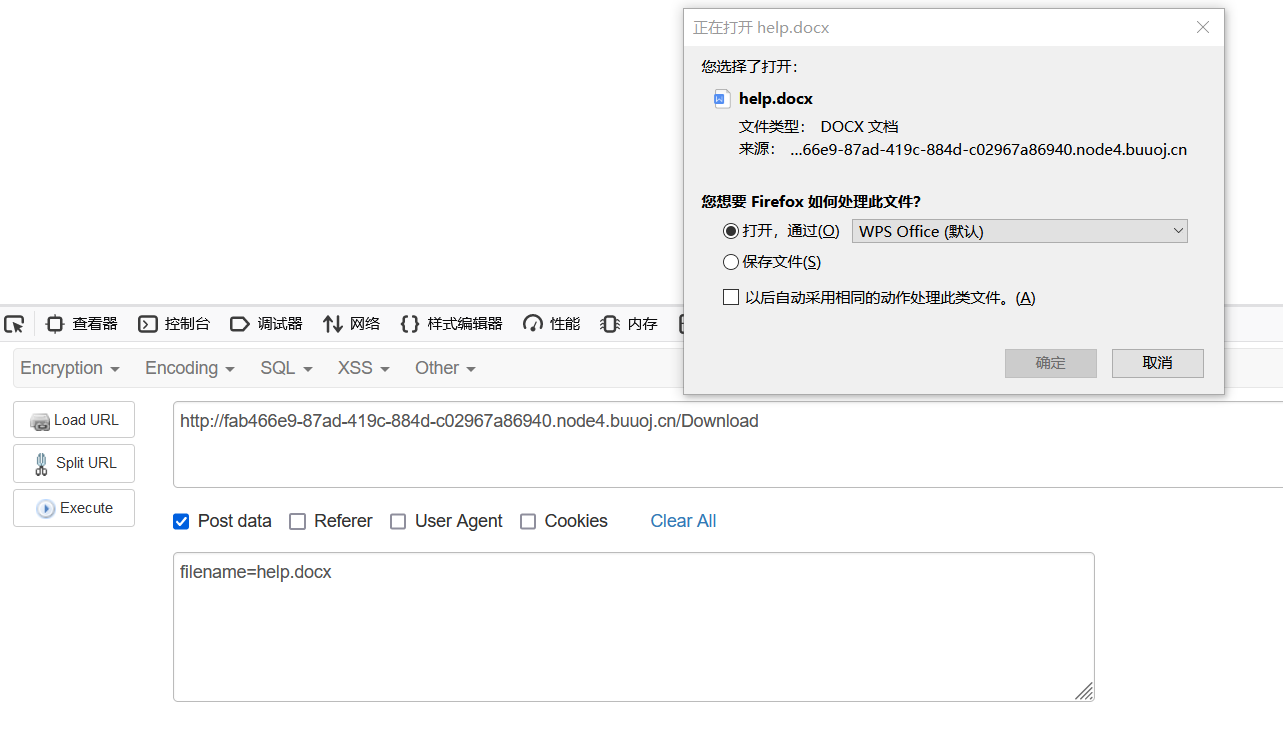 正在打开 help.docx
您选择了打开：
help.docx
文件类型： DOCX 文档
来源： ...66e9-87ad-419c-884d-c02967a86940.node4.buuoj.cn
您想要 Firefox 如何处理此文件？
打开，通过(O) WPS Office (默认)
保存文件(S)
以后自动采用相同的动作处理此类文件。(A)
确定 取消
查看器 控制台 调试器 网络 样式编辑器 性能 内存
Encryption Encoding SQL XSS Other
Load URL http://fab466e9-87ad-419c-884d-c02967a86940.node4.buuoj.cn/Download
Split URL
Execute
Post data Referer User Agent Cookies Clear All
filename=help.docx